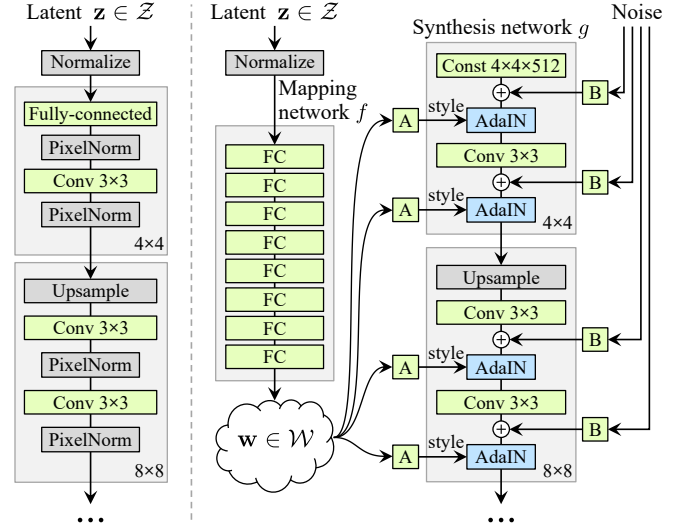 Latent z ∈ 𝒵
Normalize
Fully-connected
PixelNorm
Conv 3×3
PixelNorm
4×4
Upsample
Conv 3×3
PixelNorm
Conv 3×3
PixelNorm
8×8
...
Latent z ∈ 𝒵
Normalize
Mapping
network f
FC
FC
FC
FC
FC
FC
FC
FC
w ∈ 𝒲
A
A
A
A
style
style
style
style
Synthesis network g
Const 4×4×512
+
AdaIN
Conv 3×3
+
AdaIN
4×4
Upsample
Conv 3×3
+
AdaIN
Conv 3×3
+
AdaIN
8×8
...
Noise
B
B
B
B